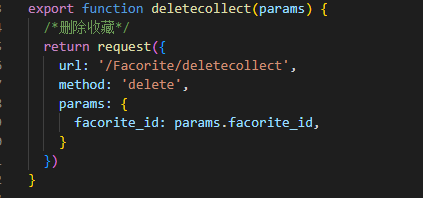 export function deletecollect(params) {
/*删除收藏*/
return request({
url: '/Facorite/deletecollect',
method: 'delete',
params: {
facorite_id: params.facorite_id,
}
})
}